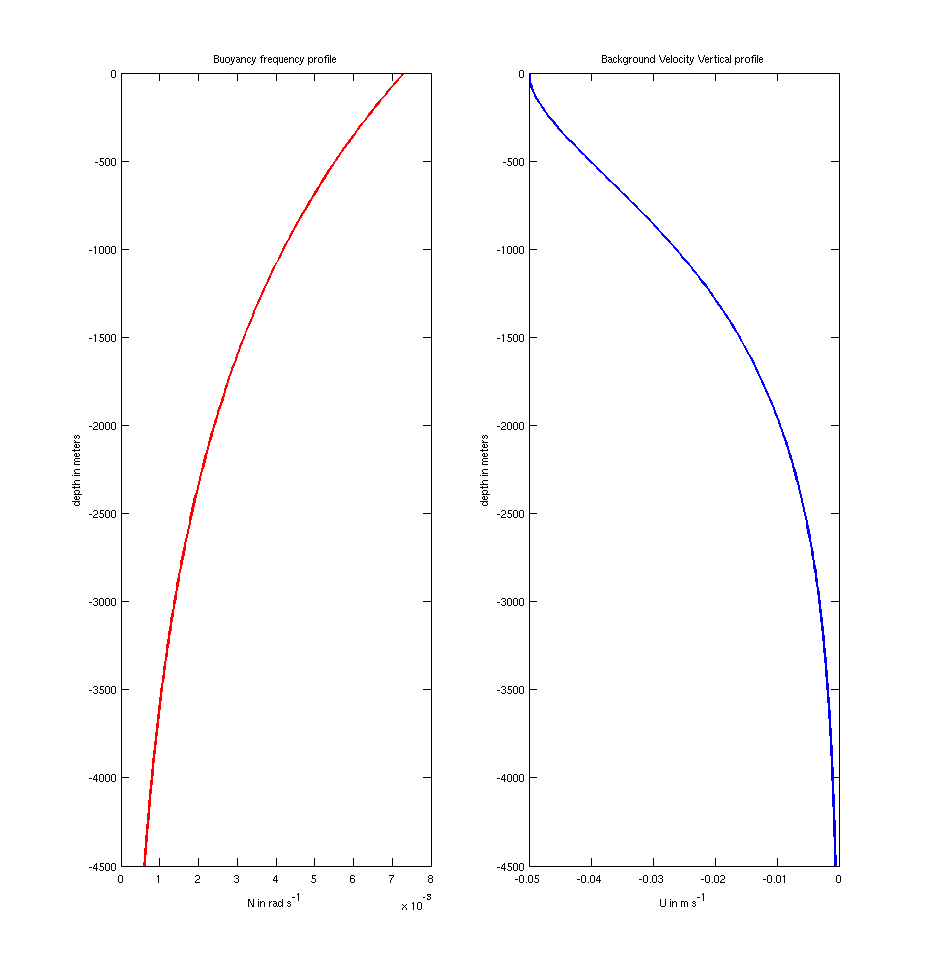 Buoyancy frequency profile
0
-500
-1000
-1500
-2000
-2500
-3000
-3500
-4000
-4500
depth in meters
0 1 2 3 4 5 6 7 8
N in rad s^-1
x 10^-3
Background Velocity Vertical profile
0
-500
-1000
-1500
-2000
-2500
-3000
-3500
-4000
-4500
depth in meters
-0.05 -0.04 -0.03 -0.02 -0.01 0
U in m s^-1